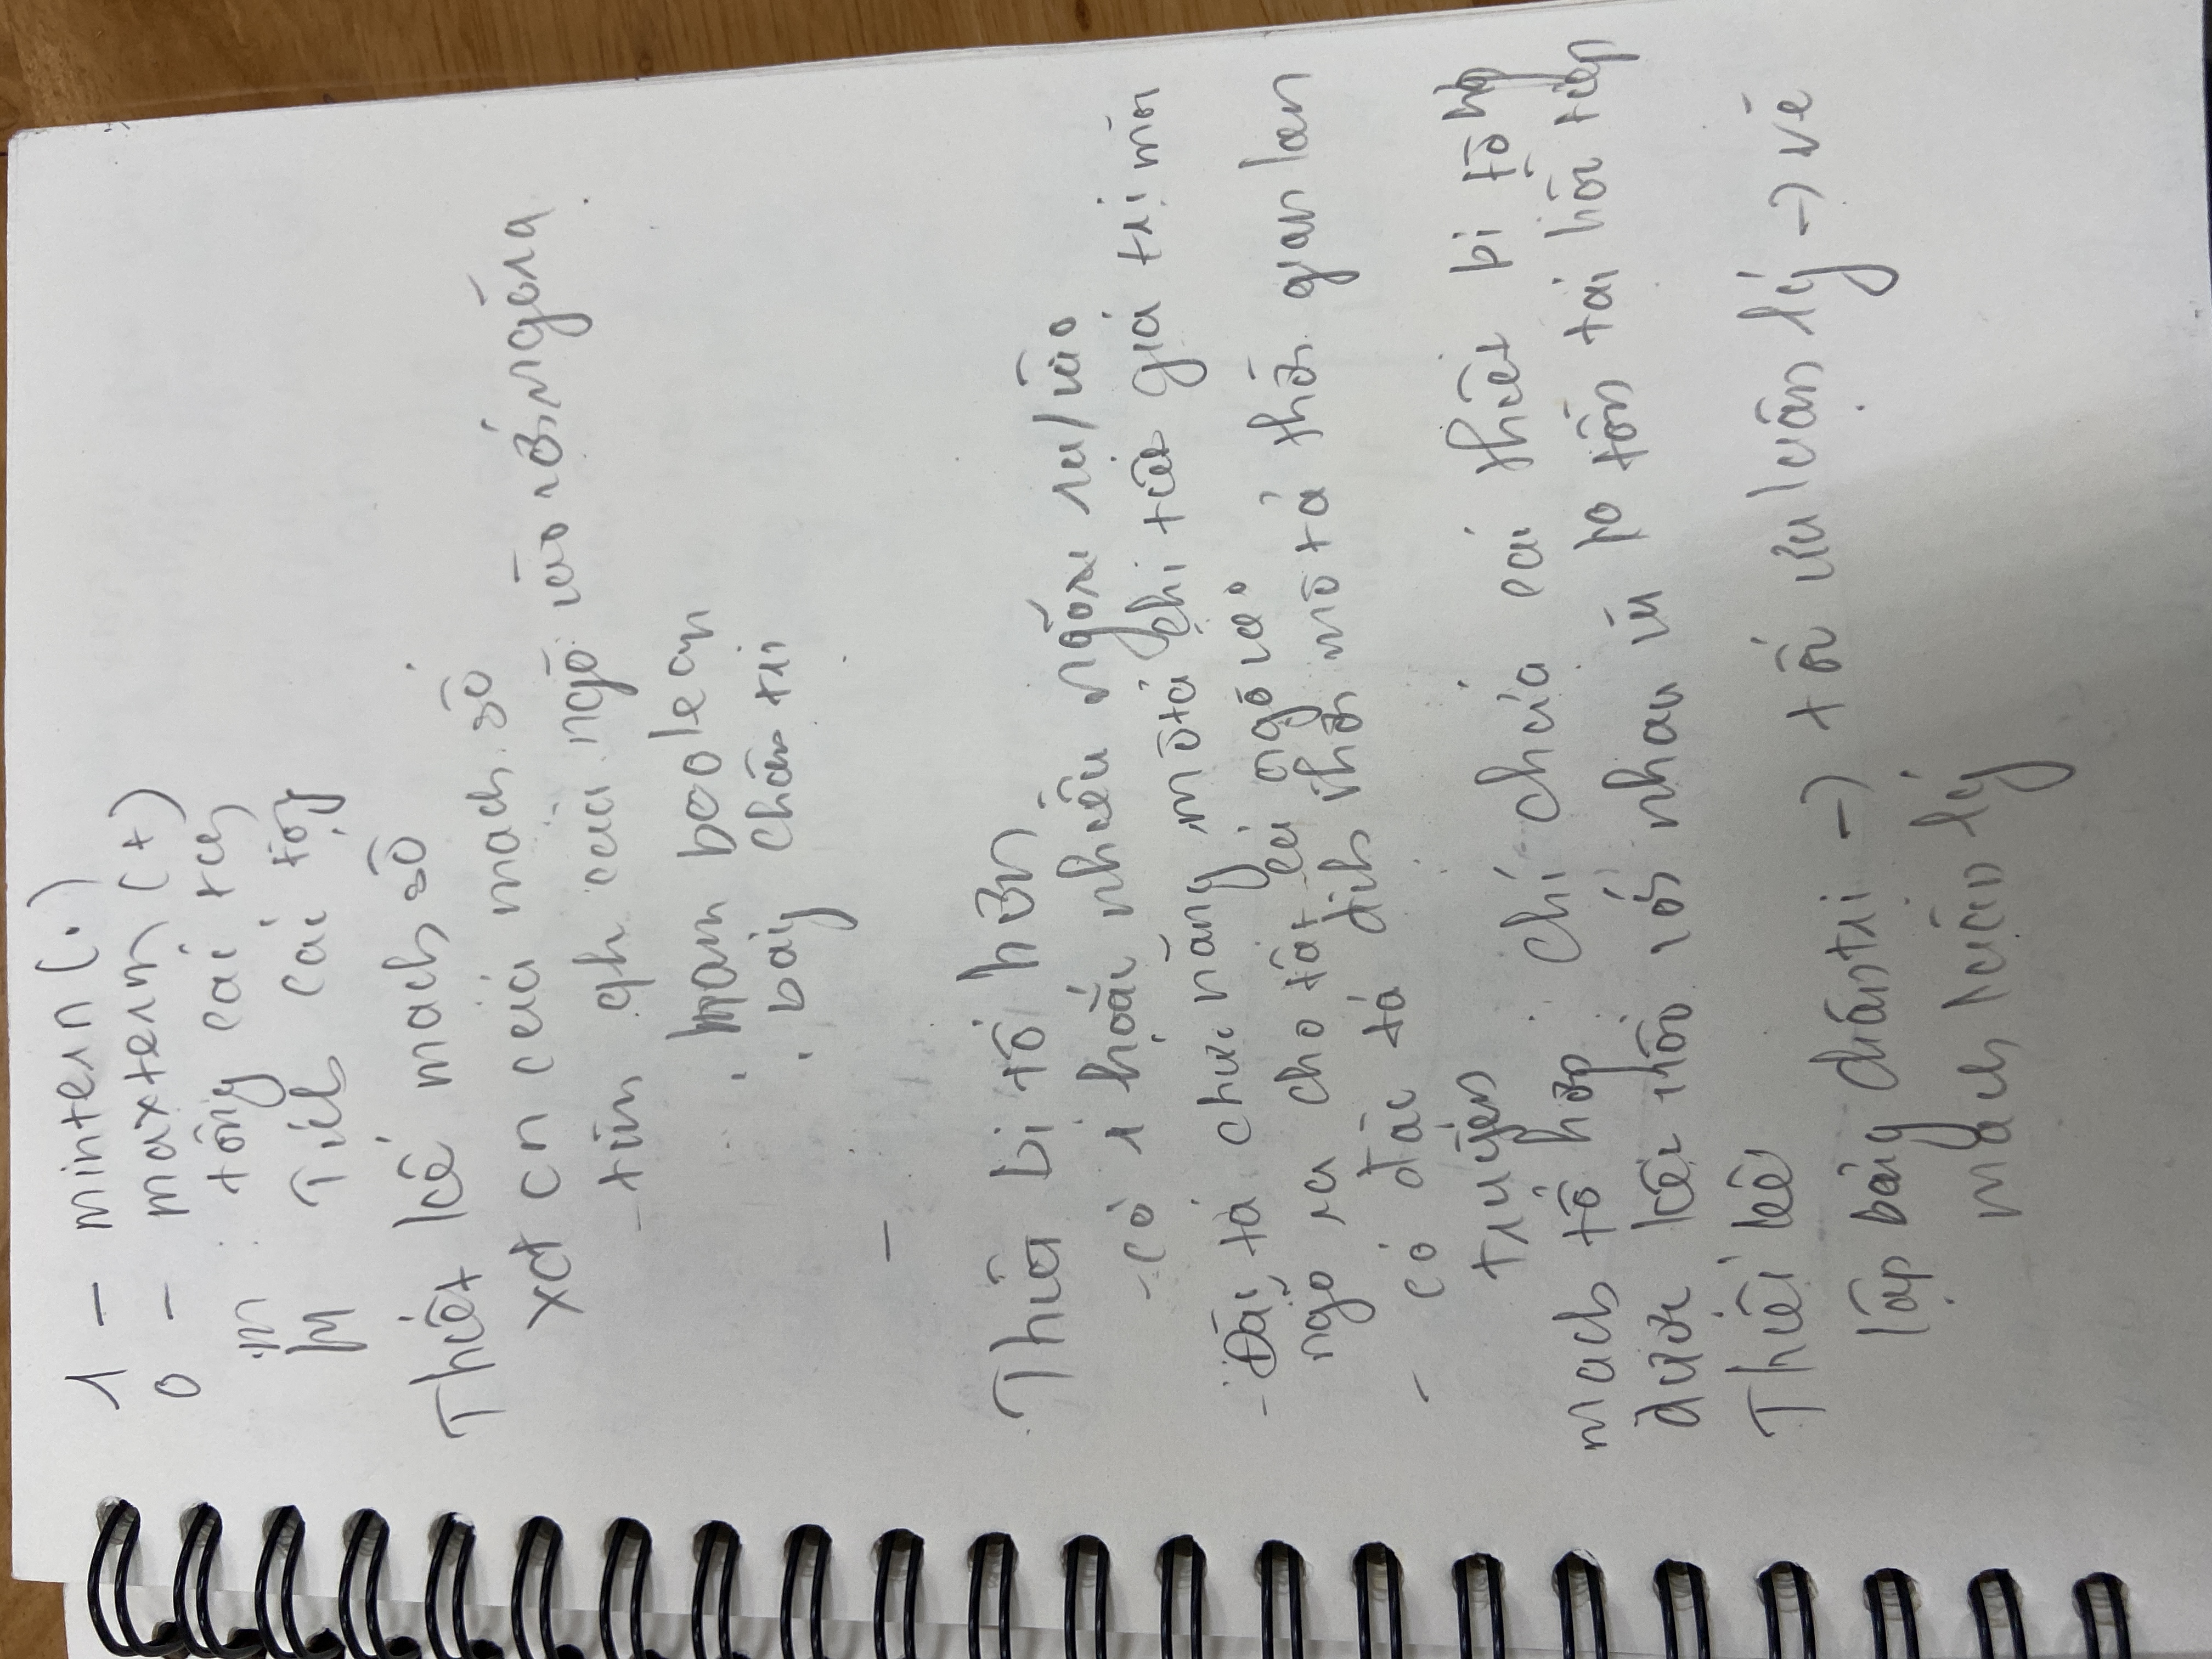 1 - minterm (.)
0 - maxterm (+)
m : tổng các tích
M Tích các tổng
Thiết kế mạch số
xđ cn của mạch số
- tìm qh của ngõ vào với ngõ ra
. hàm boolean
. bảng chân trị
-
Thiết bị tổ hợp
- có 1 hoặc nhiều ngõ ra/vào
- Đặc tả chức năng mô tả chi tiết giá trị mỗi
ngõ ra cho tất cả ngõ vào
- có đặc tả định thời mô tả thời gian lan
truyền
mạch tổ hợp : chỉ chứa các thiết bị tổ hợp
được kết nối với nhau và ko tồn tại hồi tiếp
Thiết kế
lập bảng chân trị -> tối ưu luận lý -> vẽ
mạch luận lý